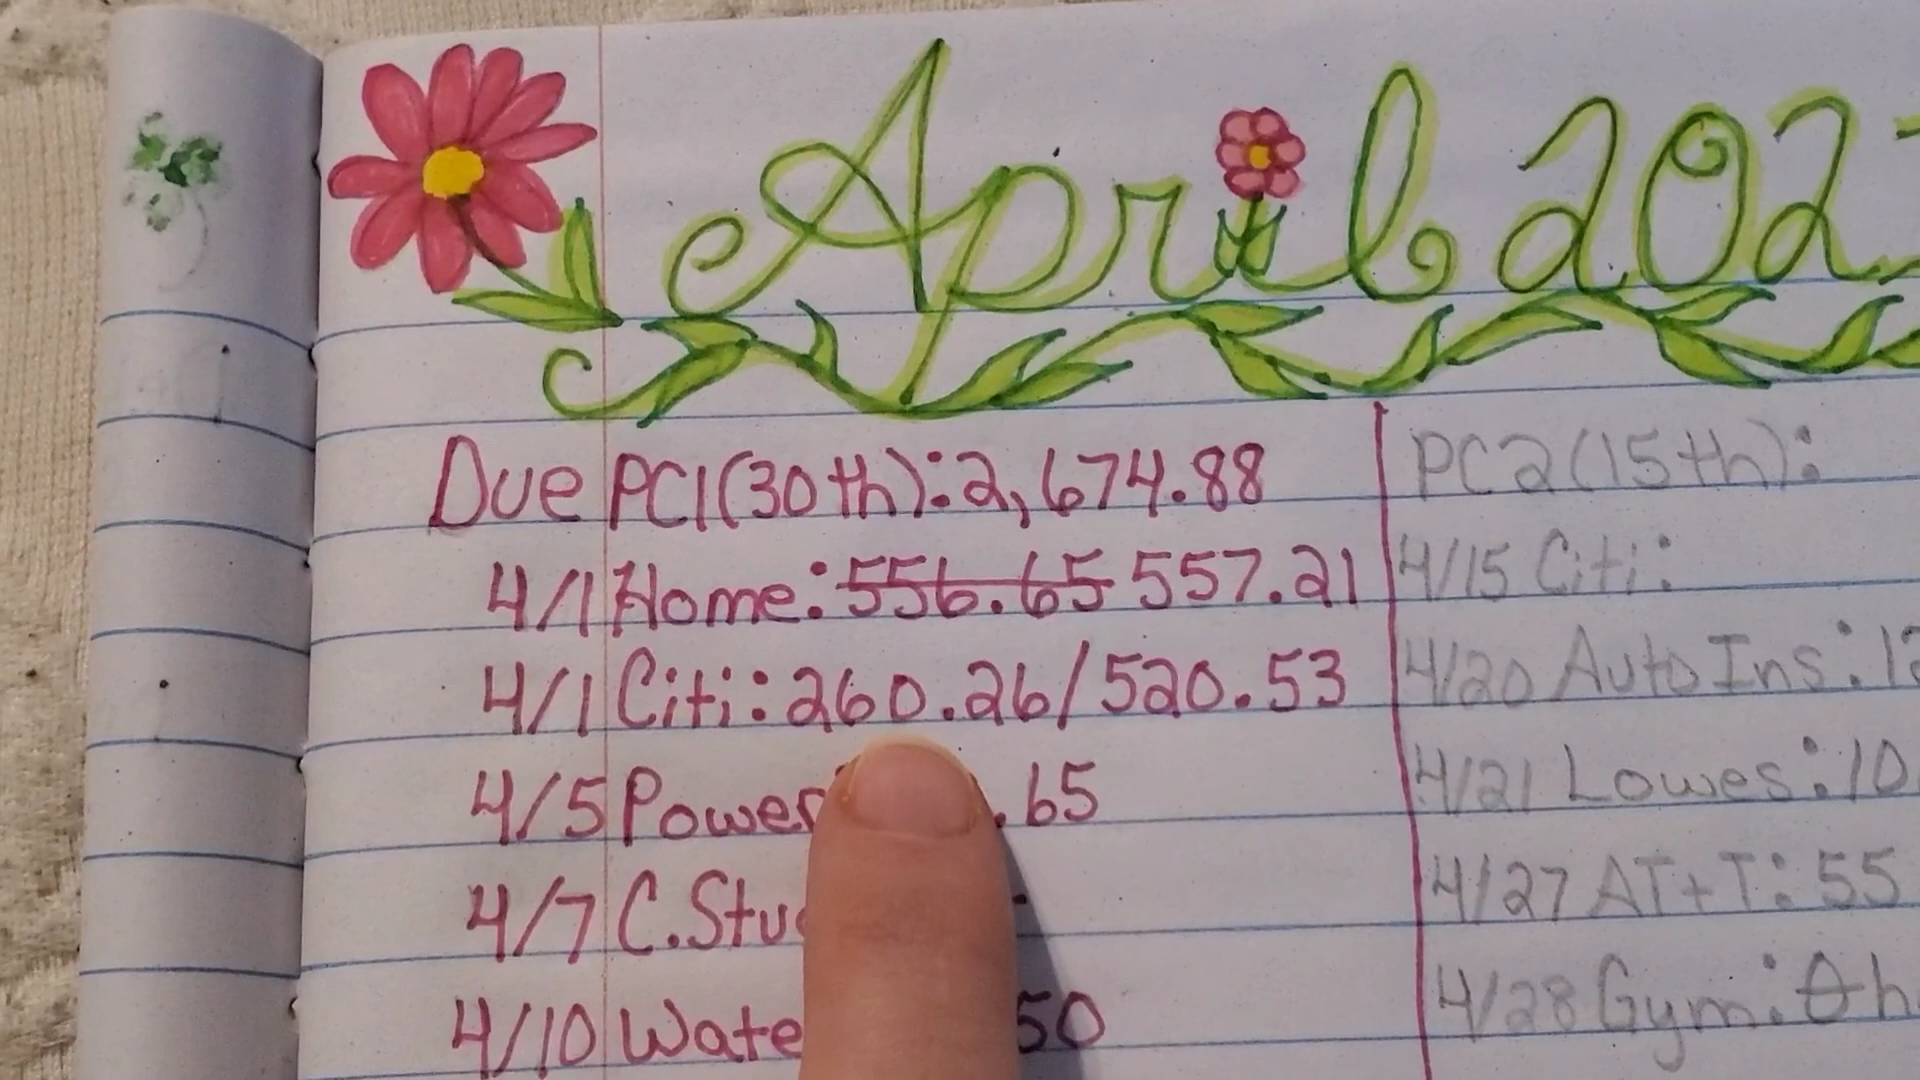 April 202
Due PC1(30th): 2,674.88
4/1 Home: 556.65 557.21
4/1 Citi: 260.26/520.53
4/5 Power .65
4/7 C.Stu
4/10 Wate 50
PC2(15th):
4/15 Citi:
4/20 Auto Ins: 12
4/21 Lowes: 10
4/27 AT+T: 55
4/28 Gym: